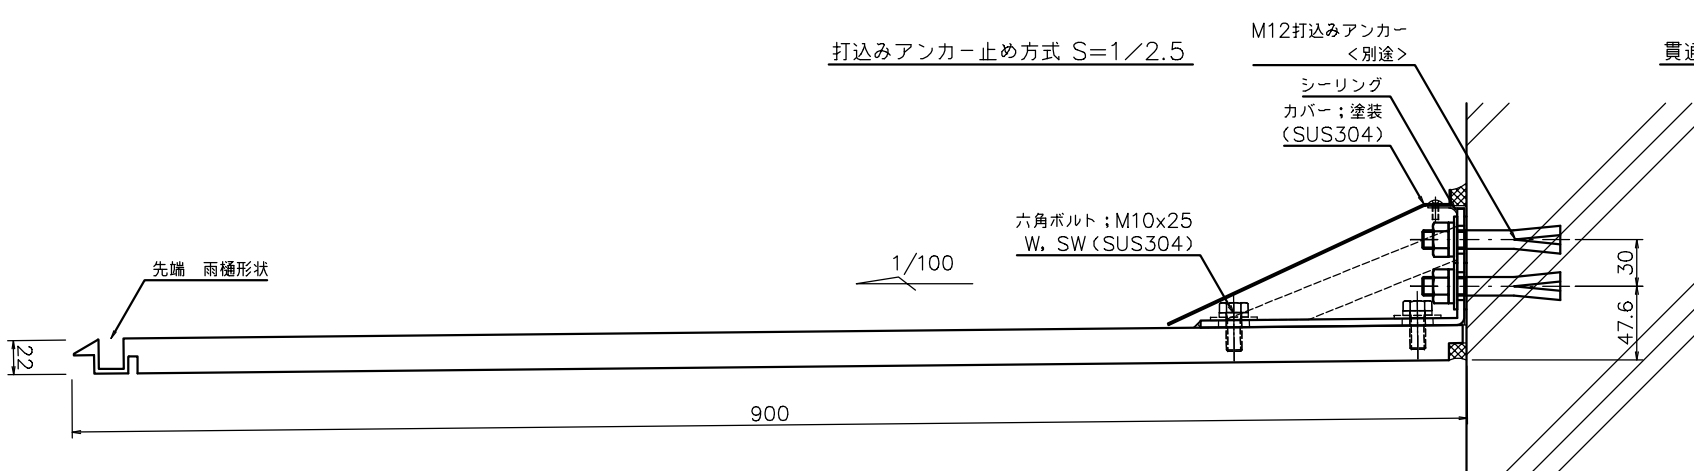 打込みアンカー止め方式 S=1/2.5
M12打込みアンカー
<別途>
シーリング
カバー;塗装
(SUS304)
六角ボルト;M10x25
W, SW(SUS304)
1/100
先端 雨樋形状
22
900
30
47.6
貫通